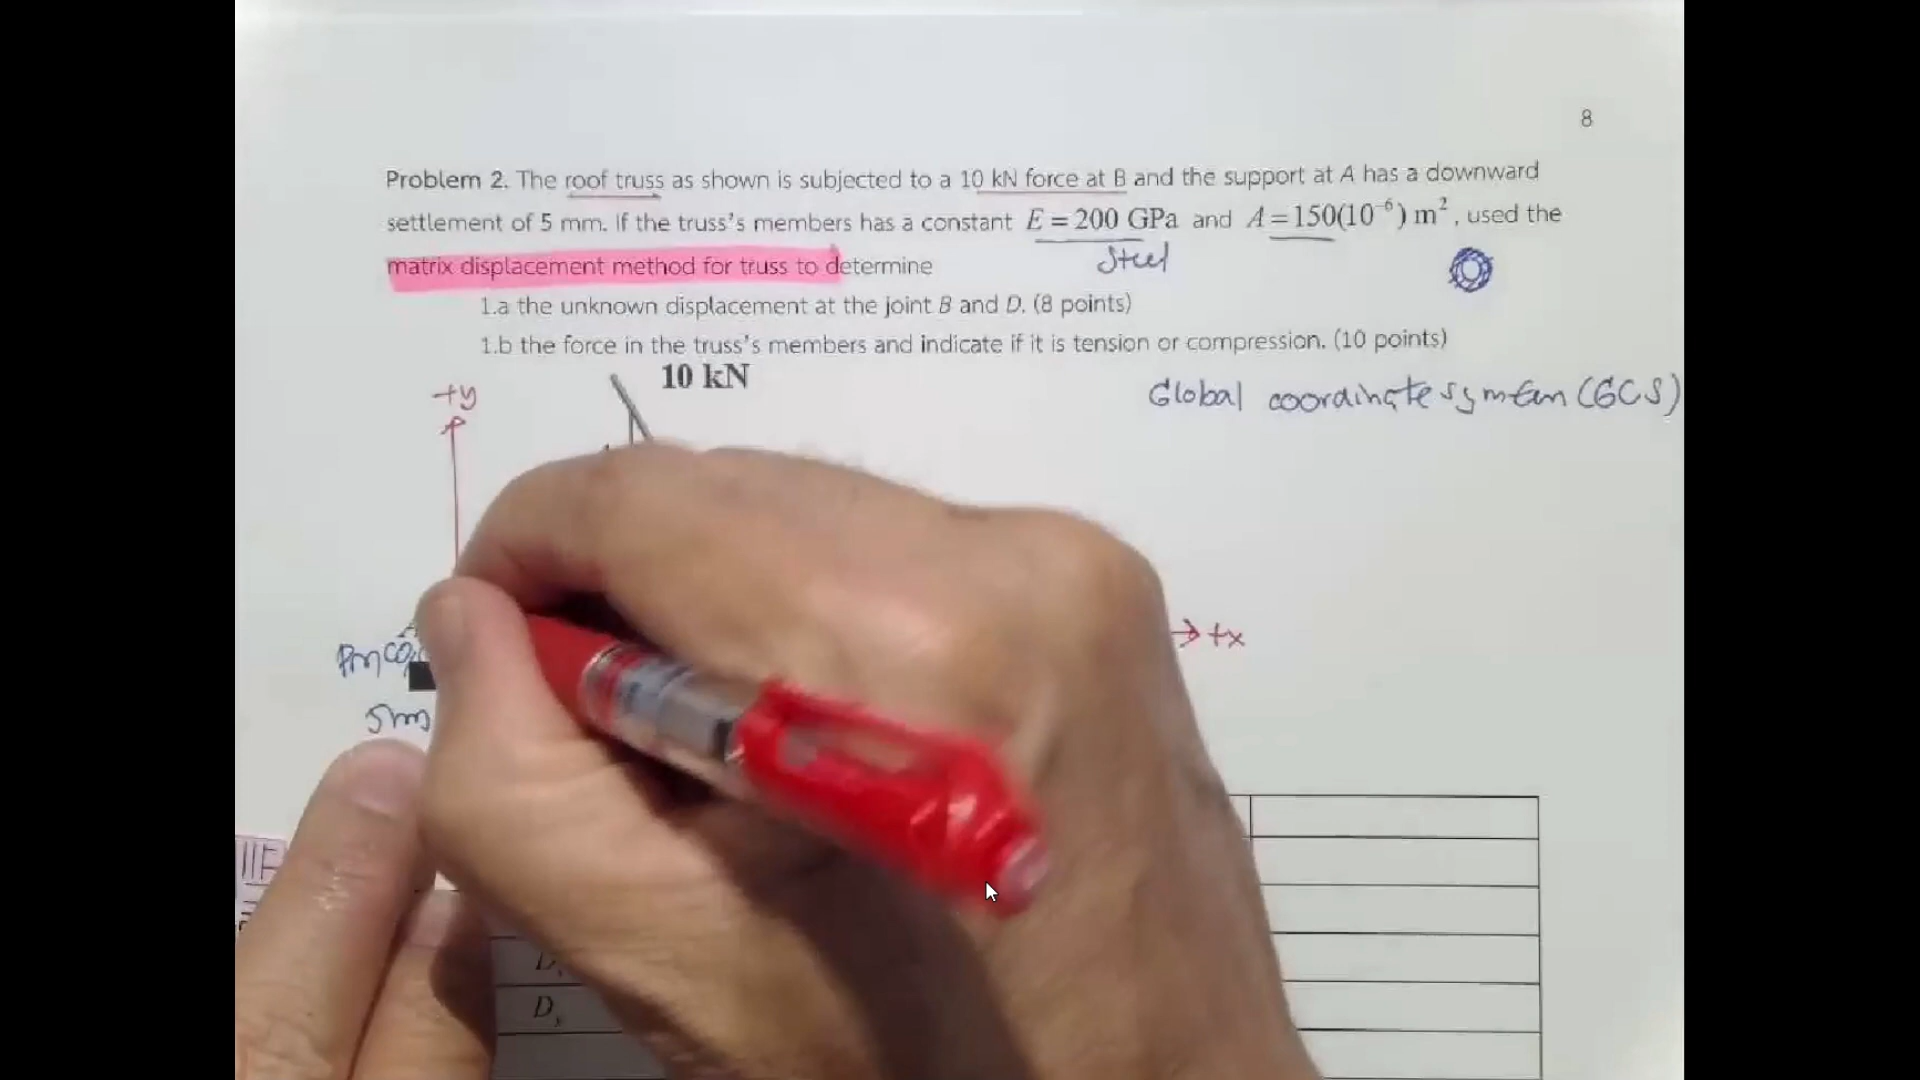 8
Problem 2. The roof truss as shown is subjected to a 10 kN force at B and the support at A has a downward
settlement of 5 mm. If the truss's members has a constant E = 200 GPa and A = 150(10⁻⁶) m², used the
Steel
matrix displacement method for truss to determine
1.a the unknown displacement at the joint B and D. (8 points)
1.b the force in the truss's members and indicate if it is tension or compression. (10 points)
10 kN
+y
Global coordinate system (GCS)
+x
5m
D
D_y